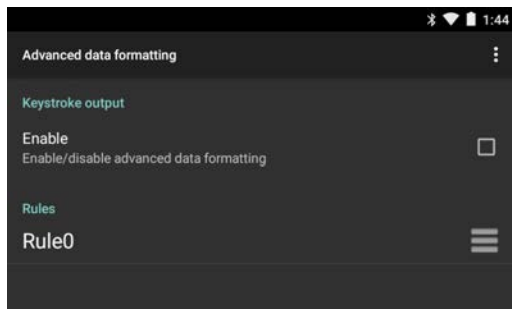 1:44
Advanced data formatting
Keystroke output
Enable
Enable/disable advanced data formatting
Rules
Rule0